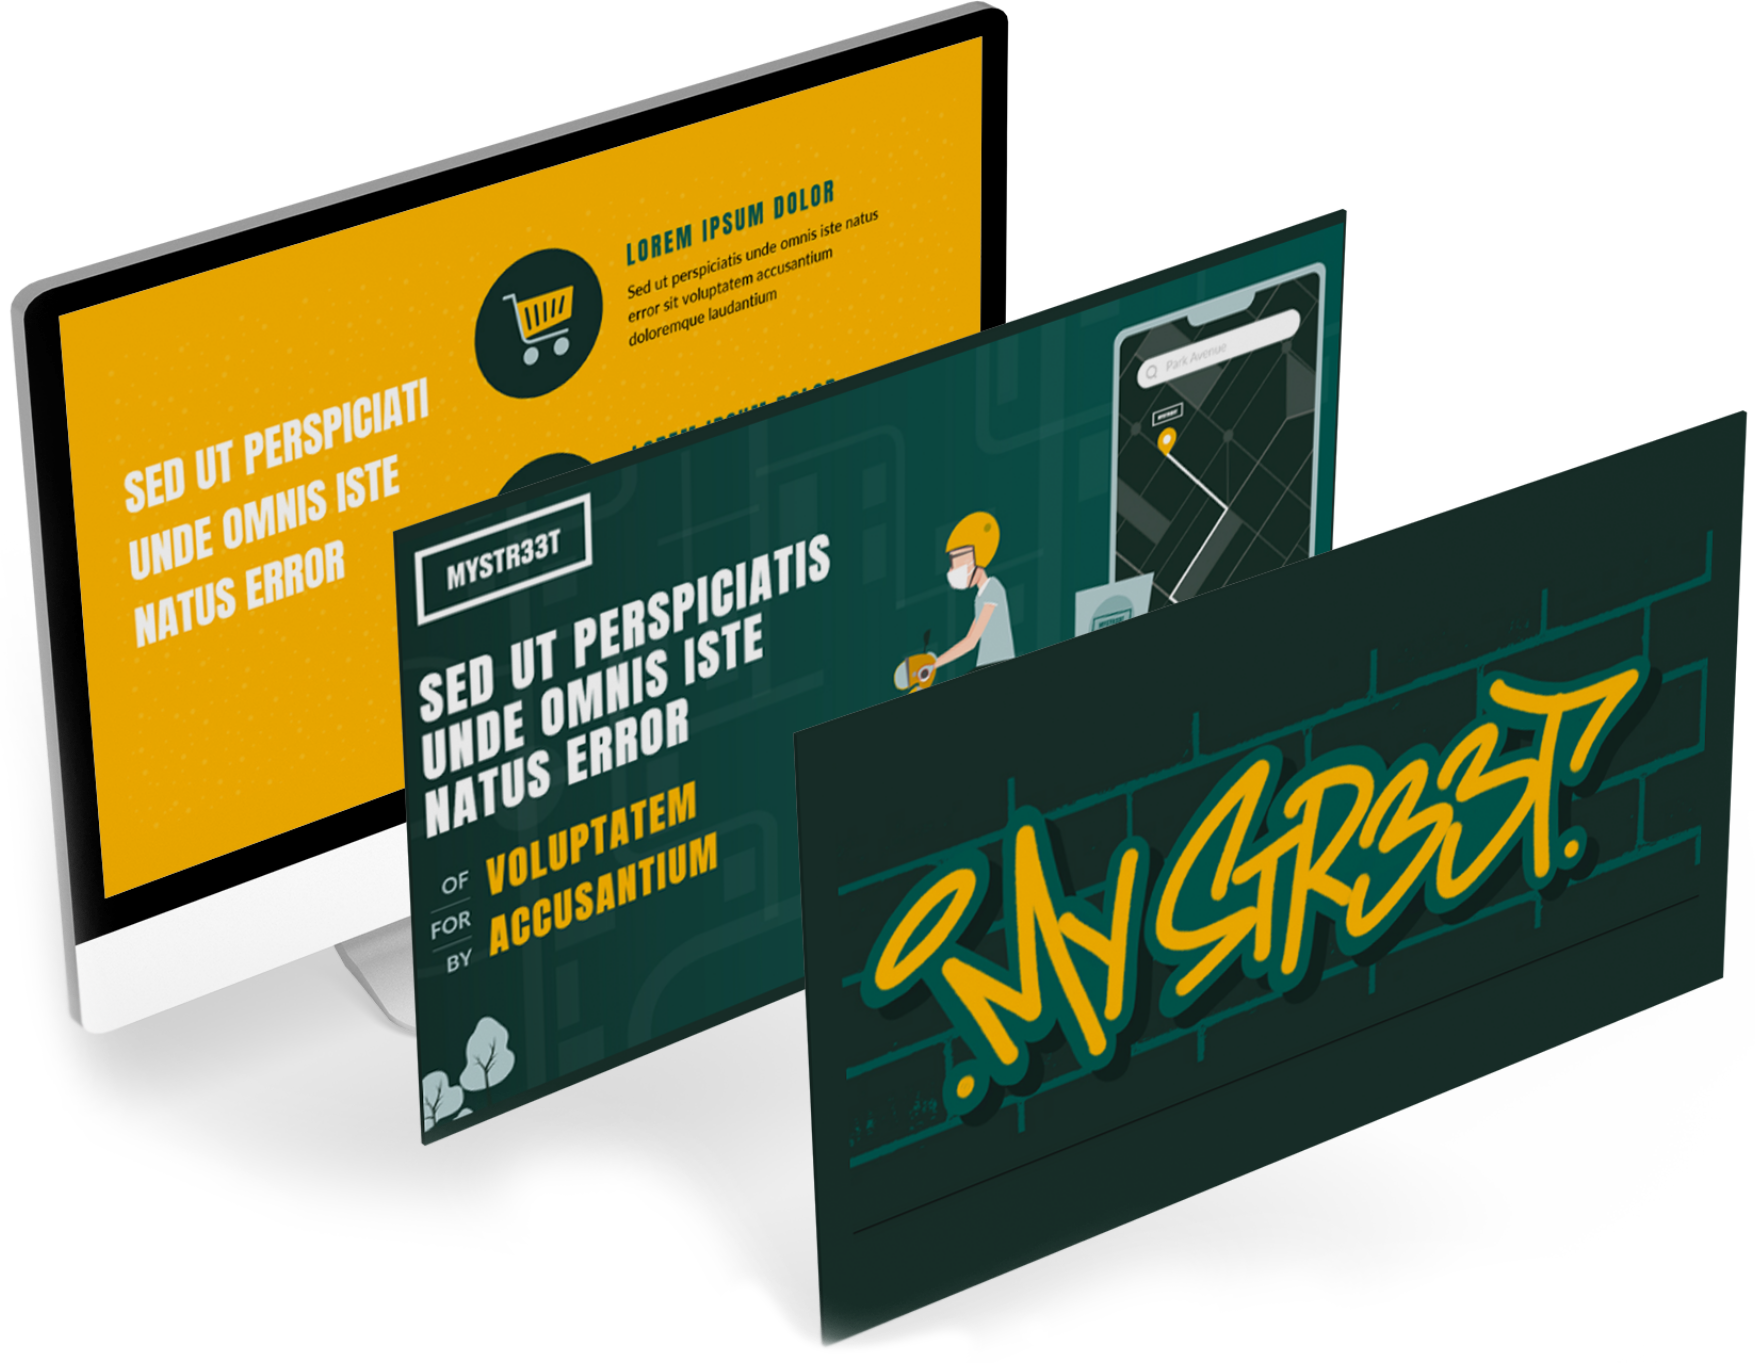 LOREM IPSUM DOLOR
Sed ut perspiciatis unde omnis iste natus
error sit voluptatem accusantium
doloremque laudantium
SED UT PERSPICIATI
UNDE OMNIS ISTE
NATUS ERROR
MYSTR33T
SED UT PERSPICIATIS
UNDE OMNIS ISTE
NATUS ERROR
OF
FOR
BY
VOLUPTATEM
ACCUSANTIUM
Park Avenue
MY STR33T